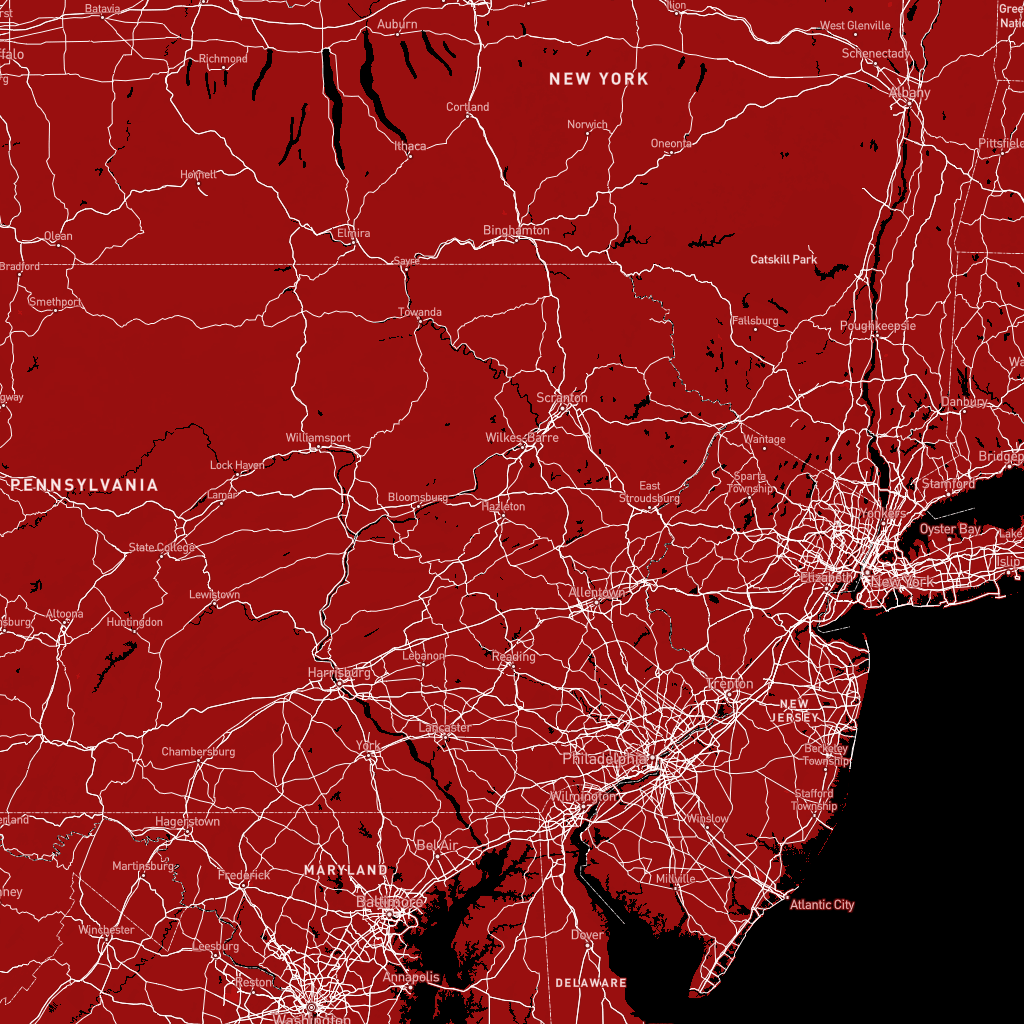 Batavia
Auburn
Ilion
West Glenville
Schenectady
Richmond
NEW YORK
Albany
Cortland
Norwich
Oneonta
Ithaca
Pittsfield
Hornell
Olean
Elmira
Binghamton
Bradford
Sayre
Catskill Park
Smethport
Towanda
Fallsburg
Poughkeepsie
Scranton
Danbury
Williamsport
Wilkes-Barre
Wantage
Lock Haven
PENNSYLVANIA
Lamar
Bloomsburg
Hazleton
East
Stroudsburg
Sparta
Township
Stamford
Yonkers
Oyster Bay
State College
Islip
Elizabeth
New York
Lewistown
Allentown
Altoona
Huntingdon
Lebanon
Reading
Harrisburg
Trenton
NEW
JERSEY
Lancaster
York
Chambersburg
Philadelphia
Berkeley
Township
Wilmington
Stafford
Township
Hagerstown
Winslow
Bel Air
Martinsburg
Frederick
MARYLAND
Millville
Baltimore
Atlantic City
Winchester
Leesburg
Dover
Reston
Annapolis
DELAWARE
Washington